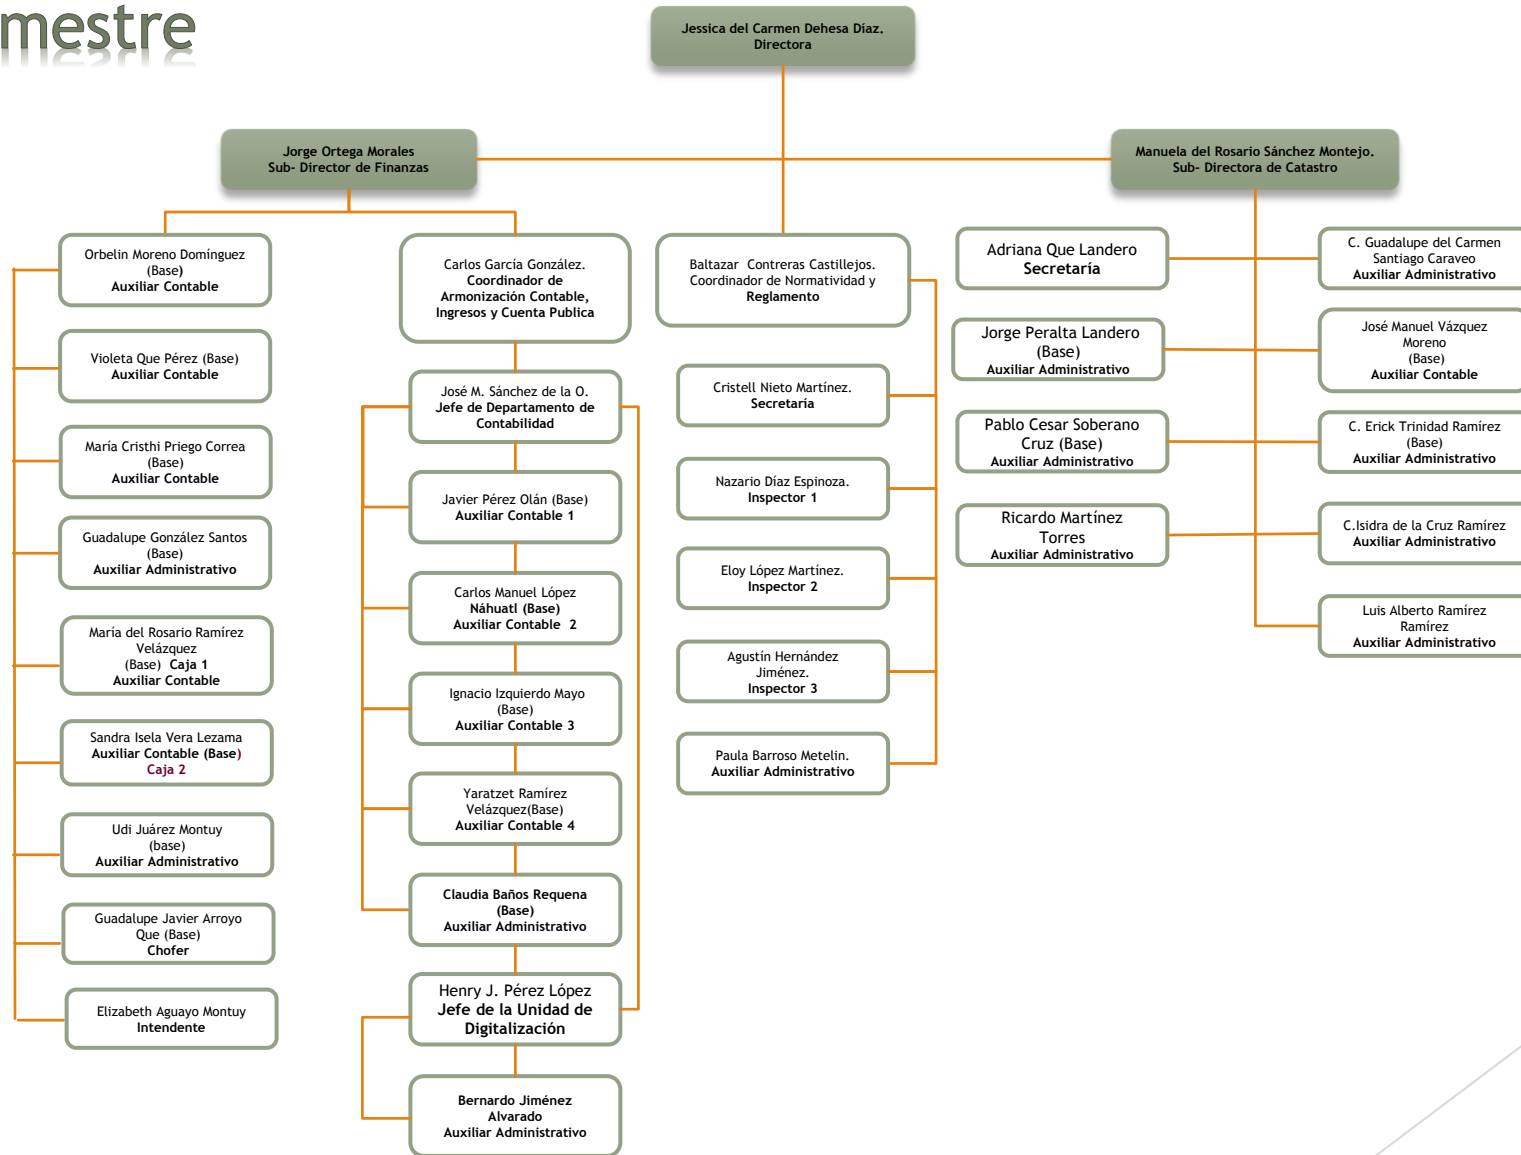 mestre
Jessica del Carmen Dehesa Díaz.
Directora
Jorge Ortega Morales
Sub- Director de Finanzas
Manuela del Rosario Sánchez Montejo.
Sub- Directora de Catastro
Orbelin Moreno Domínguez
(Base)
Auxiliar Contable
Violeta Que Pérez (Base)
Auxiliar Contable
María Cristhi Priego Correa
(Base)
Auxiliar Contable
Guadalupe González Santos
(Base)
Auxiliar Administrativo
María del Rosario Ramírez
Velázquez
(Base) Caja 1
Auxiliar Contable
Sandra Isela Vera Lezama
Auxiliar Contable (Base)
Caja 2
Udi Juárez Montuy
(base)
Auxiliar Administrativo
Guadalupe Javier Arroyo
Que (Base)
Chofer
Elizabeth Aguayo Montuy
Intendente
Carlos García González.
Coordinador de
Armonización Contable,
Ingresos y Cuenta Publica
José M. Sánchez de la O.
Jefe de Departamento de
Contabilidad
Javier Pérez Olán (Base)
Auxiliar Contable 1
Carlos Manuel López
Náhuatl (Base)
Auxiliar Contable 2
Ignacio Izquierdo Mayo
(Base)
Auxiliar Contable 3
Yaratzet Ramírez
Velázquez(Base)
Auxiliar Contable 4
Claudia Baños Requena
(Base)
Auxiliar Administrativo
Henry J. Pérez López
Jefe de la Unidad de
Digitalización
Bernardo Jiménez
Alvarado
Auxiliar Administrativo
Baltazar Contreras Castillejos.
Coordinador de Normatividad y
Reglamento
Cristell Nieto Martínez.
Secretaría
Nazario Díaz Espinoza.
Inspector 1
Eloy López Martínez.
Inspector 2
Agustín Hernández
Jiménez.
Inspector 3
Paula Barroso Metelin.
Auxiliar Administrativo
Adriana Que Landero
Secretaría
Jorge Peralta Landero
(Base)
Auxiliar Administrativo
Pablo Cesar Soberano
Cruz (Base)
Auxiliar Administrativo
Ricardo Martínez
Torres
Auxiliar Administrativo
C. Guadalupe del Carmen
Santiago Caraveo
Auxiliar Administrativo
José Manuel Vázquez
Moreno
(Base)
Auxiliar Contable
C. Erick Trinidad Ramírez
(Base)
Auxiliar Administrativo
C.Isidra de la Cruz Ramírez
Auxiliar Administrativo
Luis Alberto Ramírez
Ramírez
Auxiliar Administrativo